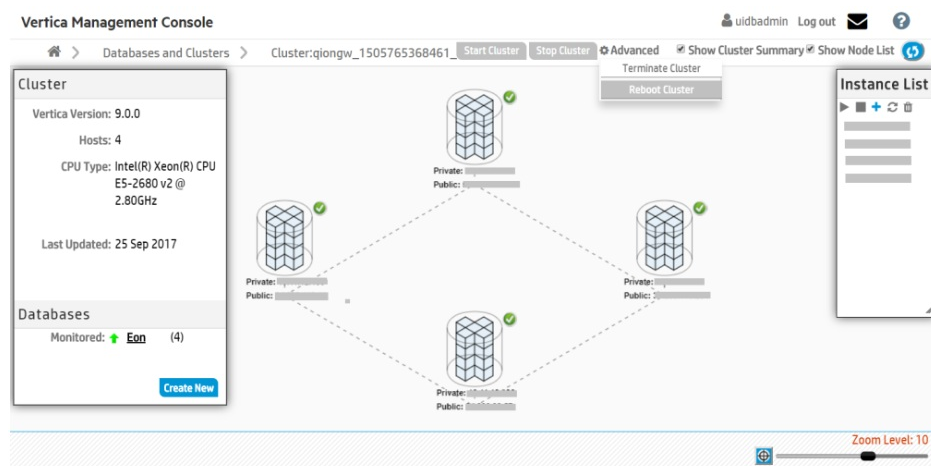 Vertica Management Console
uidbadmin Log out
?
> Databases and Clusters > Cluster:qiongw_1505765368461_ Start Cluster Stop Cluster Advanced Show Cluster Summary Show Node List
Terminate Cluster
Reboot Cluster
Cluster
Vertica Version: 9.0.0
Hosts: 4
CPU Type: Intel(R) Xeon(R) CPU
E5-2680 v2 @
2.80GHz
Last Updated: 25 Sep 2017
Databases
Monitored: Eon (4)
Create New
Private:
Public:
Private:
Public:
Private:
Public:
Private:
Public:
Instance List
Zoom Level: 10